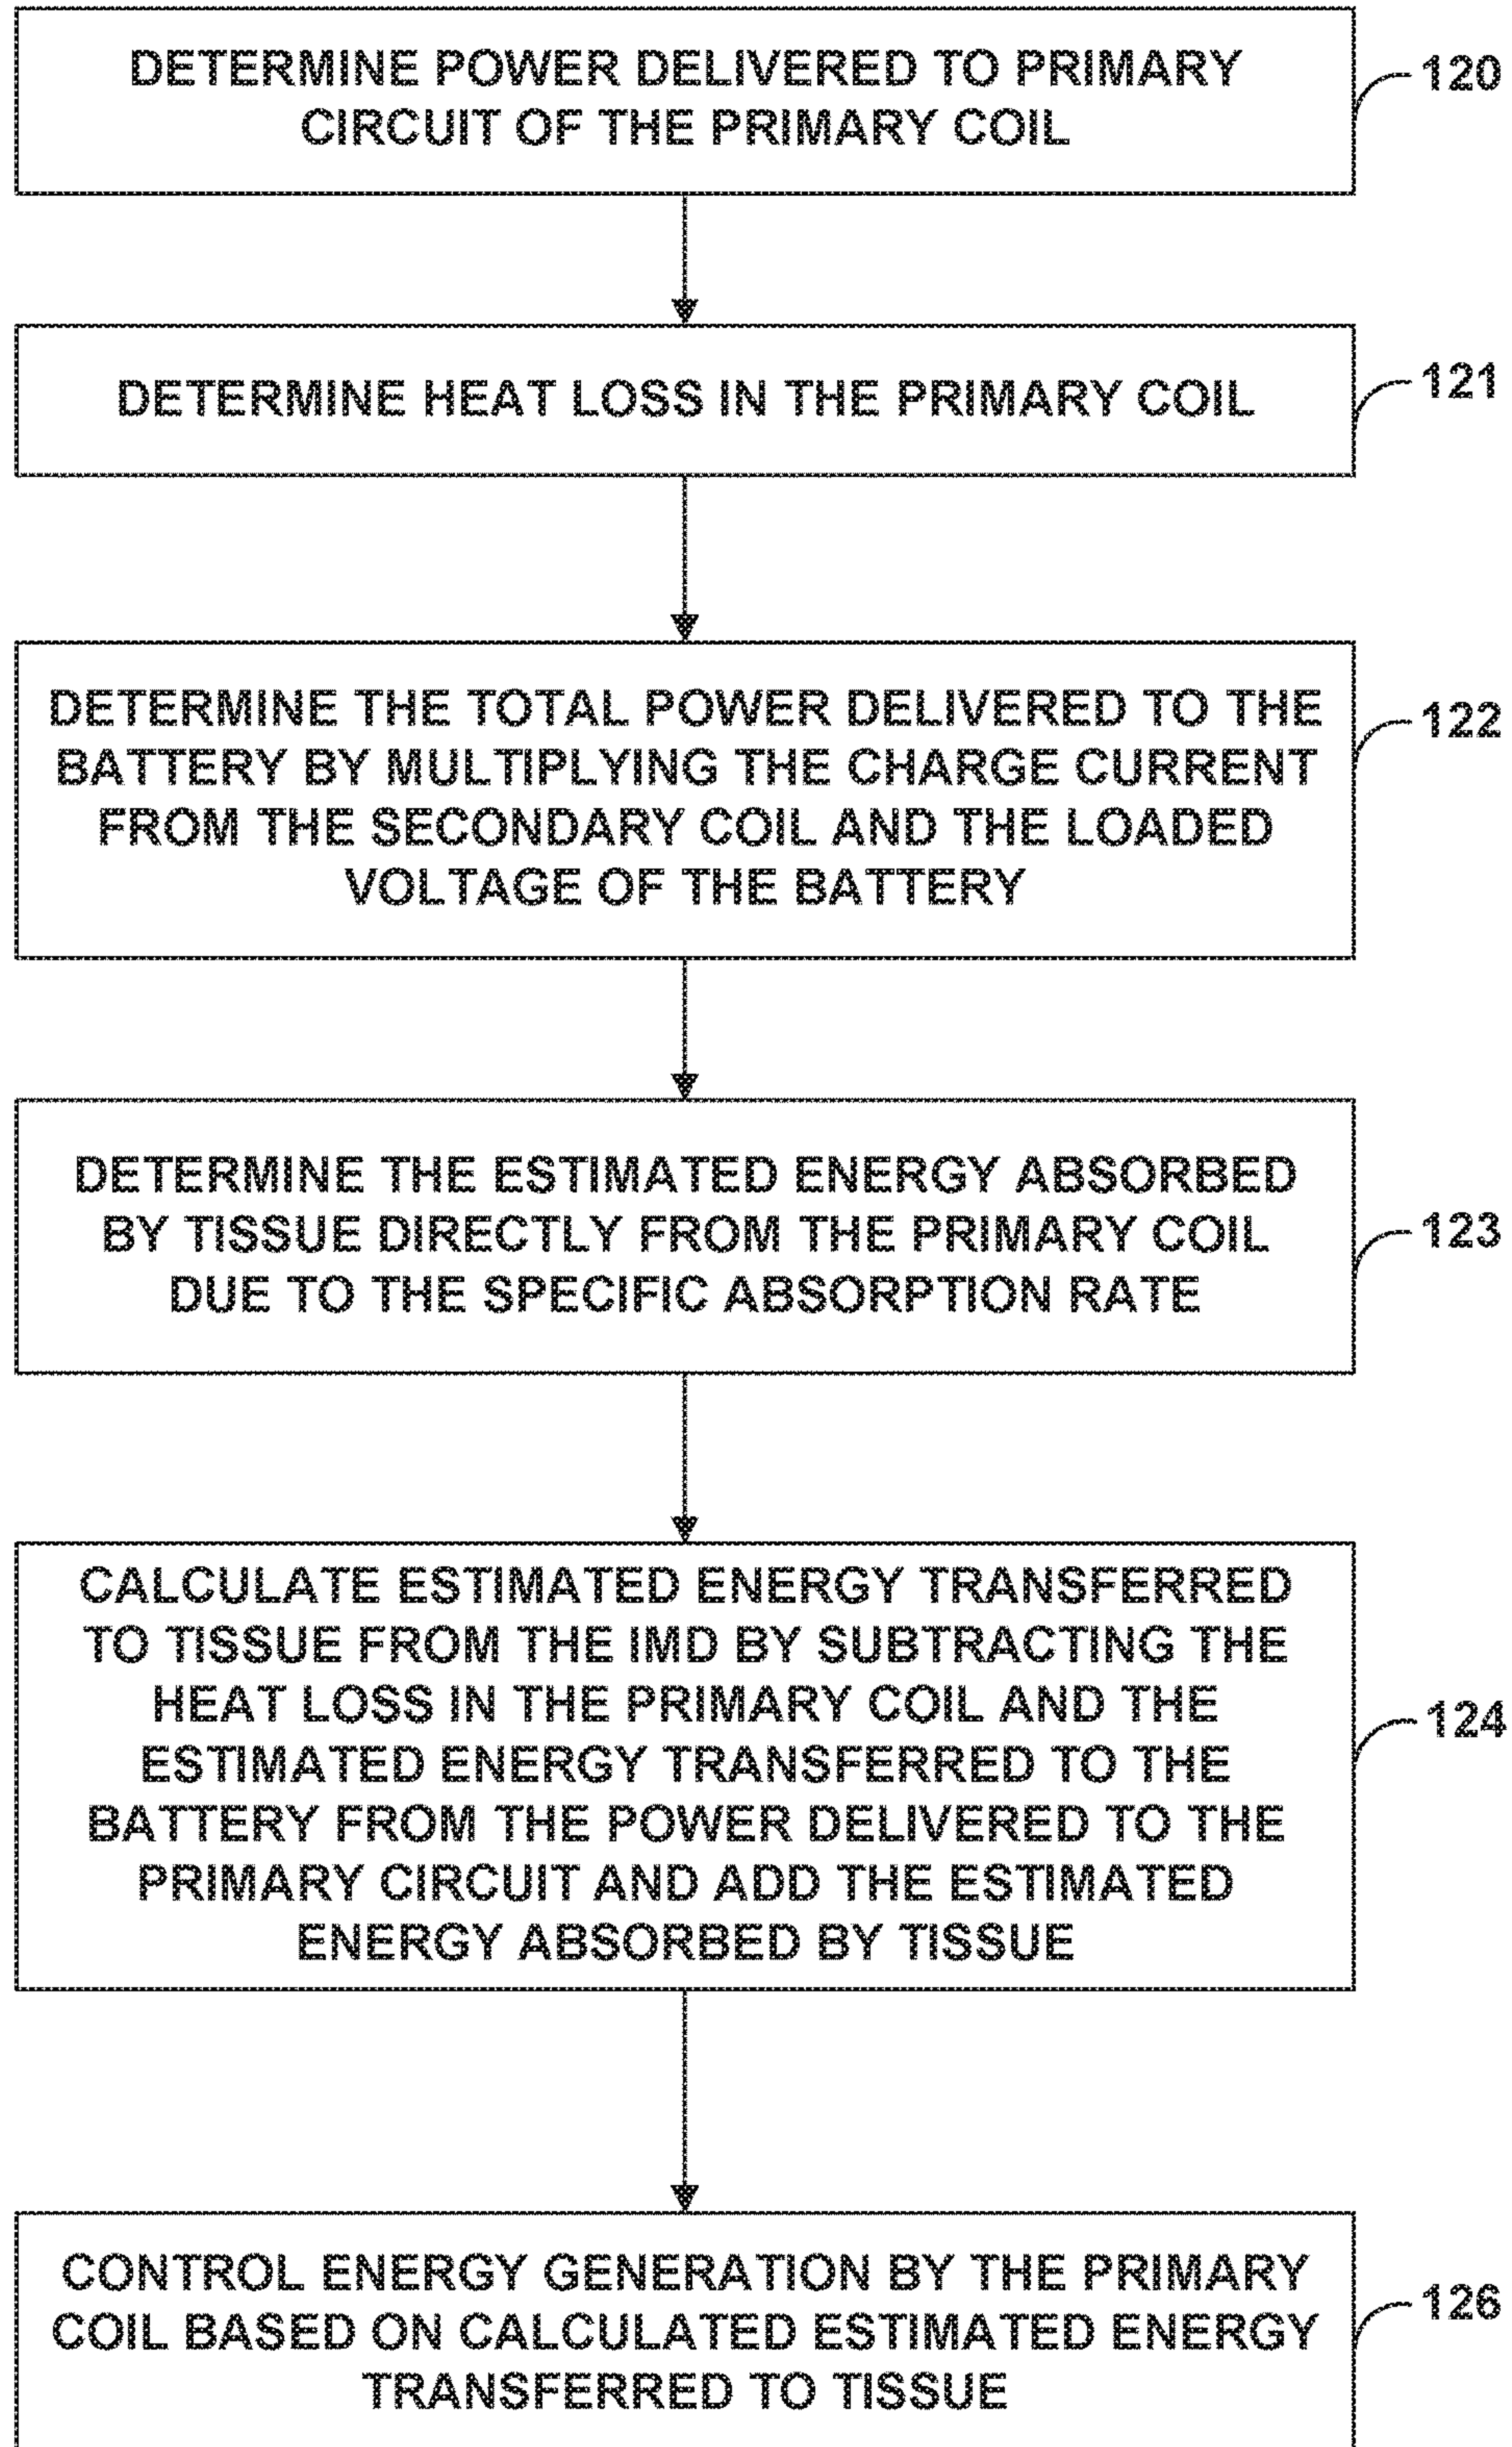 DETERMINE POWER DELIVERED TO PRIMARY
CIRCUIT OF THE PRIMARY COIL
120
DETERMINE HEAT LOSS IN THE PRIMARY COIL
121
DETERMINE THE TOTAL POWER DELIVERED TO THE
BATTERY BY MULTIPLYING THE CHARGE CURRENT
FROM THE SECONDARY COIL AND THE LOADED
VOLTAGE OF THE BATTERY
122
DETERMINE THE ESTIMATED ENERGY ABSORBED
BY TISSUE DIRECTLY FROM THE PRIMARY COIL
DUE TO THE SPECIFIC ABSORPTION RATE
123
CALCULATE ESTIMATED ENERGY TRANSFERRED
TO TISSUE FROM THE IMD BY SUBTRACTING THE
HEAT LOSS IN THE PRIMARY COIL AND THE
ESTIMATED ENERGY TRANSFERRED TO THE
BATTERY FROM THE POWER DELIVERED TO THE
PRIMARY CIRCUIT AND ADD THE ESTIMATED
ENERGY ABSORBED BY TISSUE
124
CONTROL ENERGY GENERATION BY THE PRIMARY
COIL BASED ON CALCULATED ESTIMATED ENERGY
TRANSFERRED TO TISSUE
126